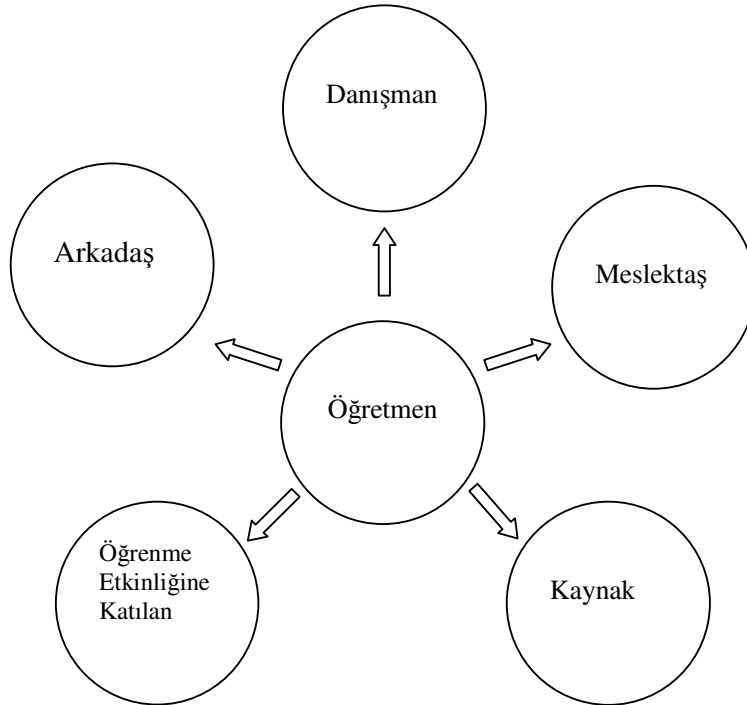 Danışman
Arkadaş
Meslektaş
Öğretmen
Öğrenme
Etkinliğine
Katılan
Kaynak